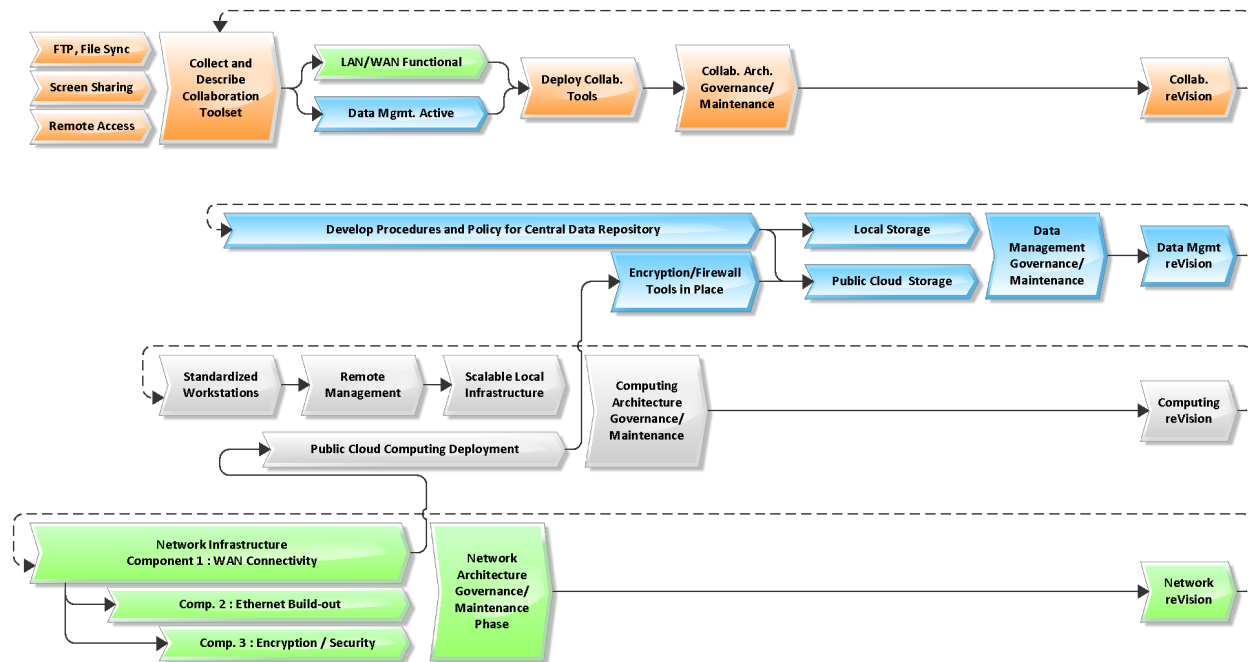 FTP, File Sync
Screen Sharing
Remote Access
Collect and
Describe
Collaboration
Toolset
LAN/WAN Functional
Data Mgmt. Active
Deploy Collab.
Tools
Collab. Arch.
Governance/
Maintenance
Collab.
reVision
Develop Procedures and Policy for Central Data Repository
Encryption/Firewall
Tools in Place
Local Storage
Public Cloud  Storage
Data
Management
Governance/
Maintenance
Data Mgmt
reVision
Standardized
Workstations
Remote
Management
Scalable Local
Infrastructure
Public Cloud Computing Deployment
Computing
Architecture
Governance/
Maintenance
Computing
reVision
Network Infrastructure
Component 1 : WAN Connectivity
Comp. 2 : Ethernet Build-out
Comp. 3 : Encryption / Security
Network
Architecture
Governance/
Maintenance
Phase
Network
reVision